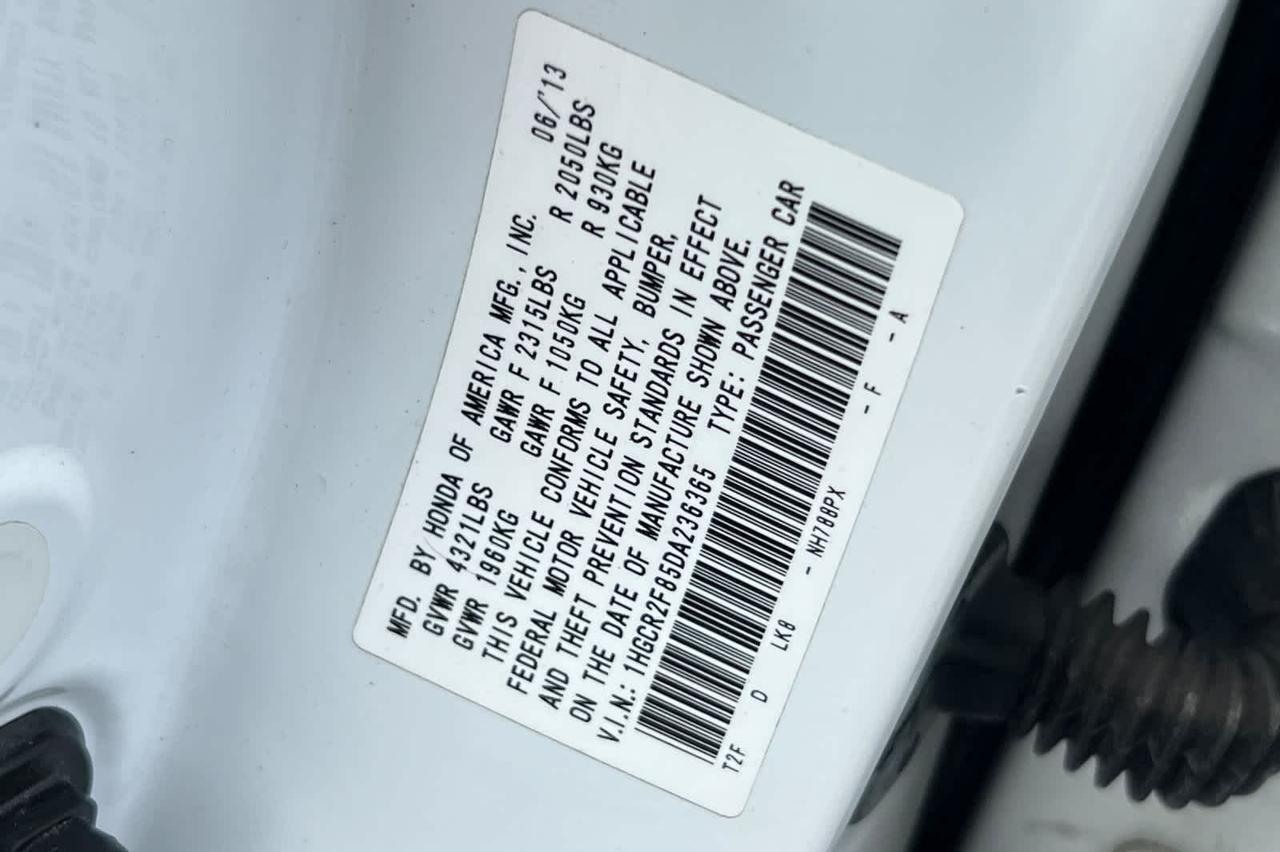 MFD. BY HONDA OF AMERICA MFG., INC. 06/'13
GVWR 4321LBS GAWR F 2315LBS R 2050LBS
GVWR 1960KG GAWR F 1050KG R 930KG
THIS VEHICLE CONFORMS TO ALL APPLICABLE
FEDERAL MOTOR VEHICLE SAFETY, BUMPER,
AND THEFT PREVENTION STANDARDS IN EFFECT
ON THE DATE OF MANUFACTURE SHOWN ABOVE.
V.I.N.: 1HGCR2F85DA236365 TYPE: PASSENGER CAR
T2F D LK8 - NH788PX - F - A